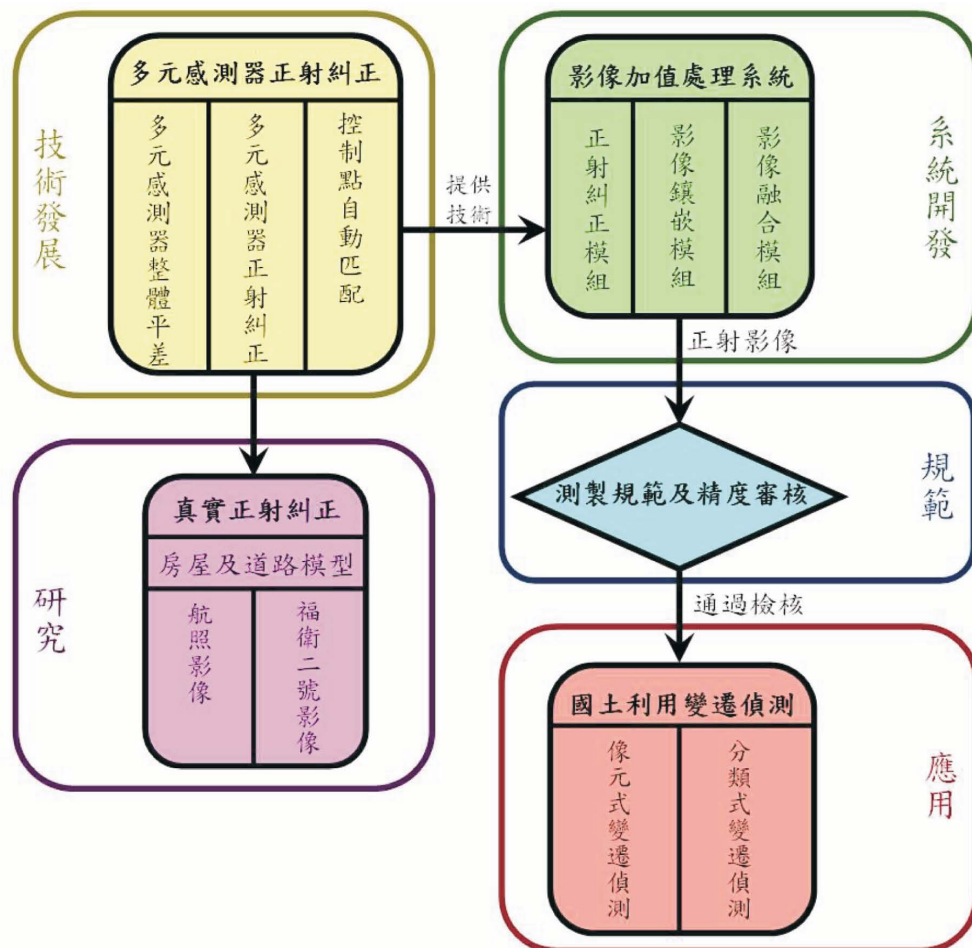 技術發展
多元感測器正射糾正
多元感測器整體平差
多元感測器正射糾正
控制點自動匹配
提供
技術
影像加值處理系統
正射糾正模組
影像鑲嵌模組
影像融合模組
系統開發
正射影像
測製規範及精度審核
規範
通過檢核
研究
真實正射糾正
房屋及道路模型
航照影像
福衛二號影像
國土利用變遷偵測
像元式變遷偵測
分類式變遷偵測
應用